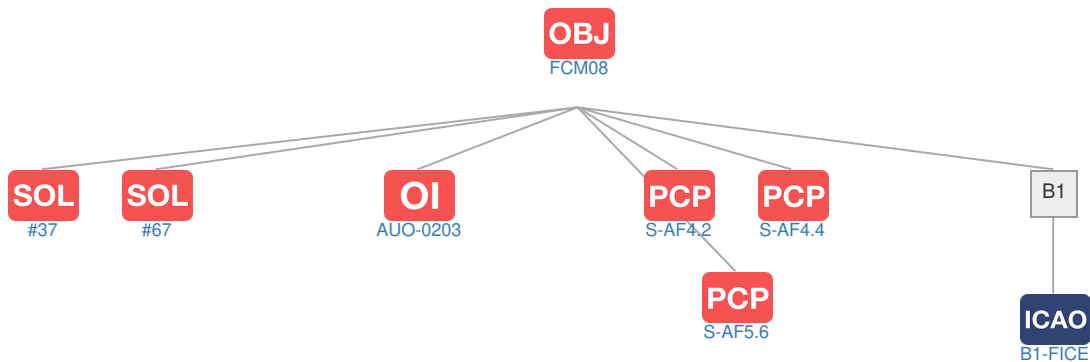 OBJ
FCM08
SOL
#37
SOL
#67
OI
AUO-0203
PCP
S-AF4.2
PCP
S-AF4.4
B1
PCP
S-AF5.6
ICAO
B1-FICE